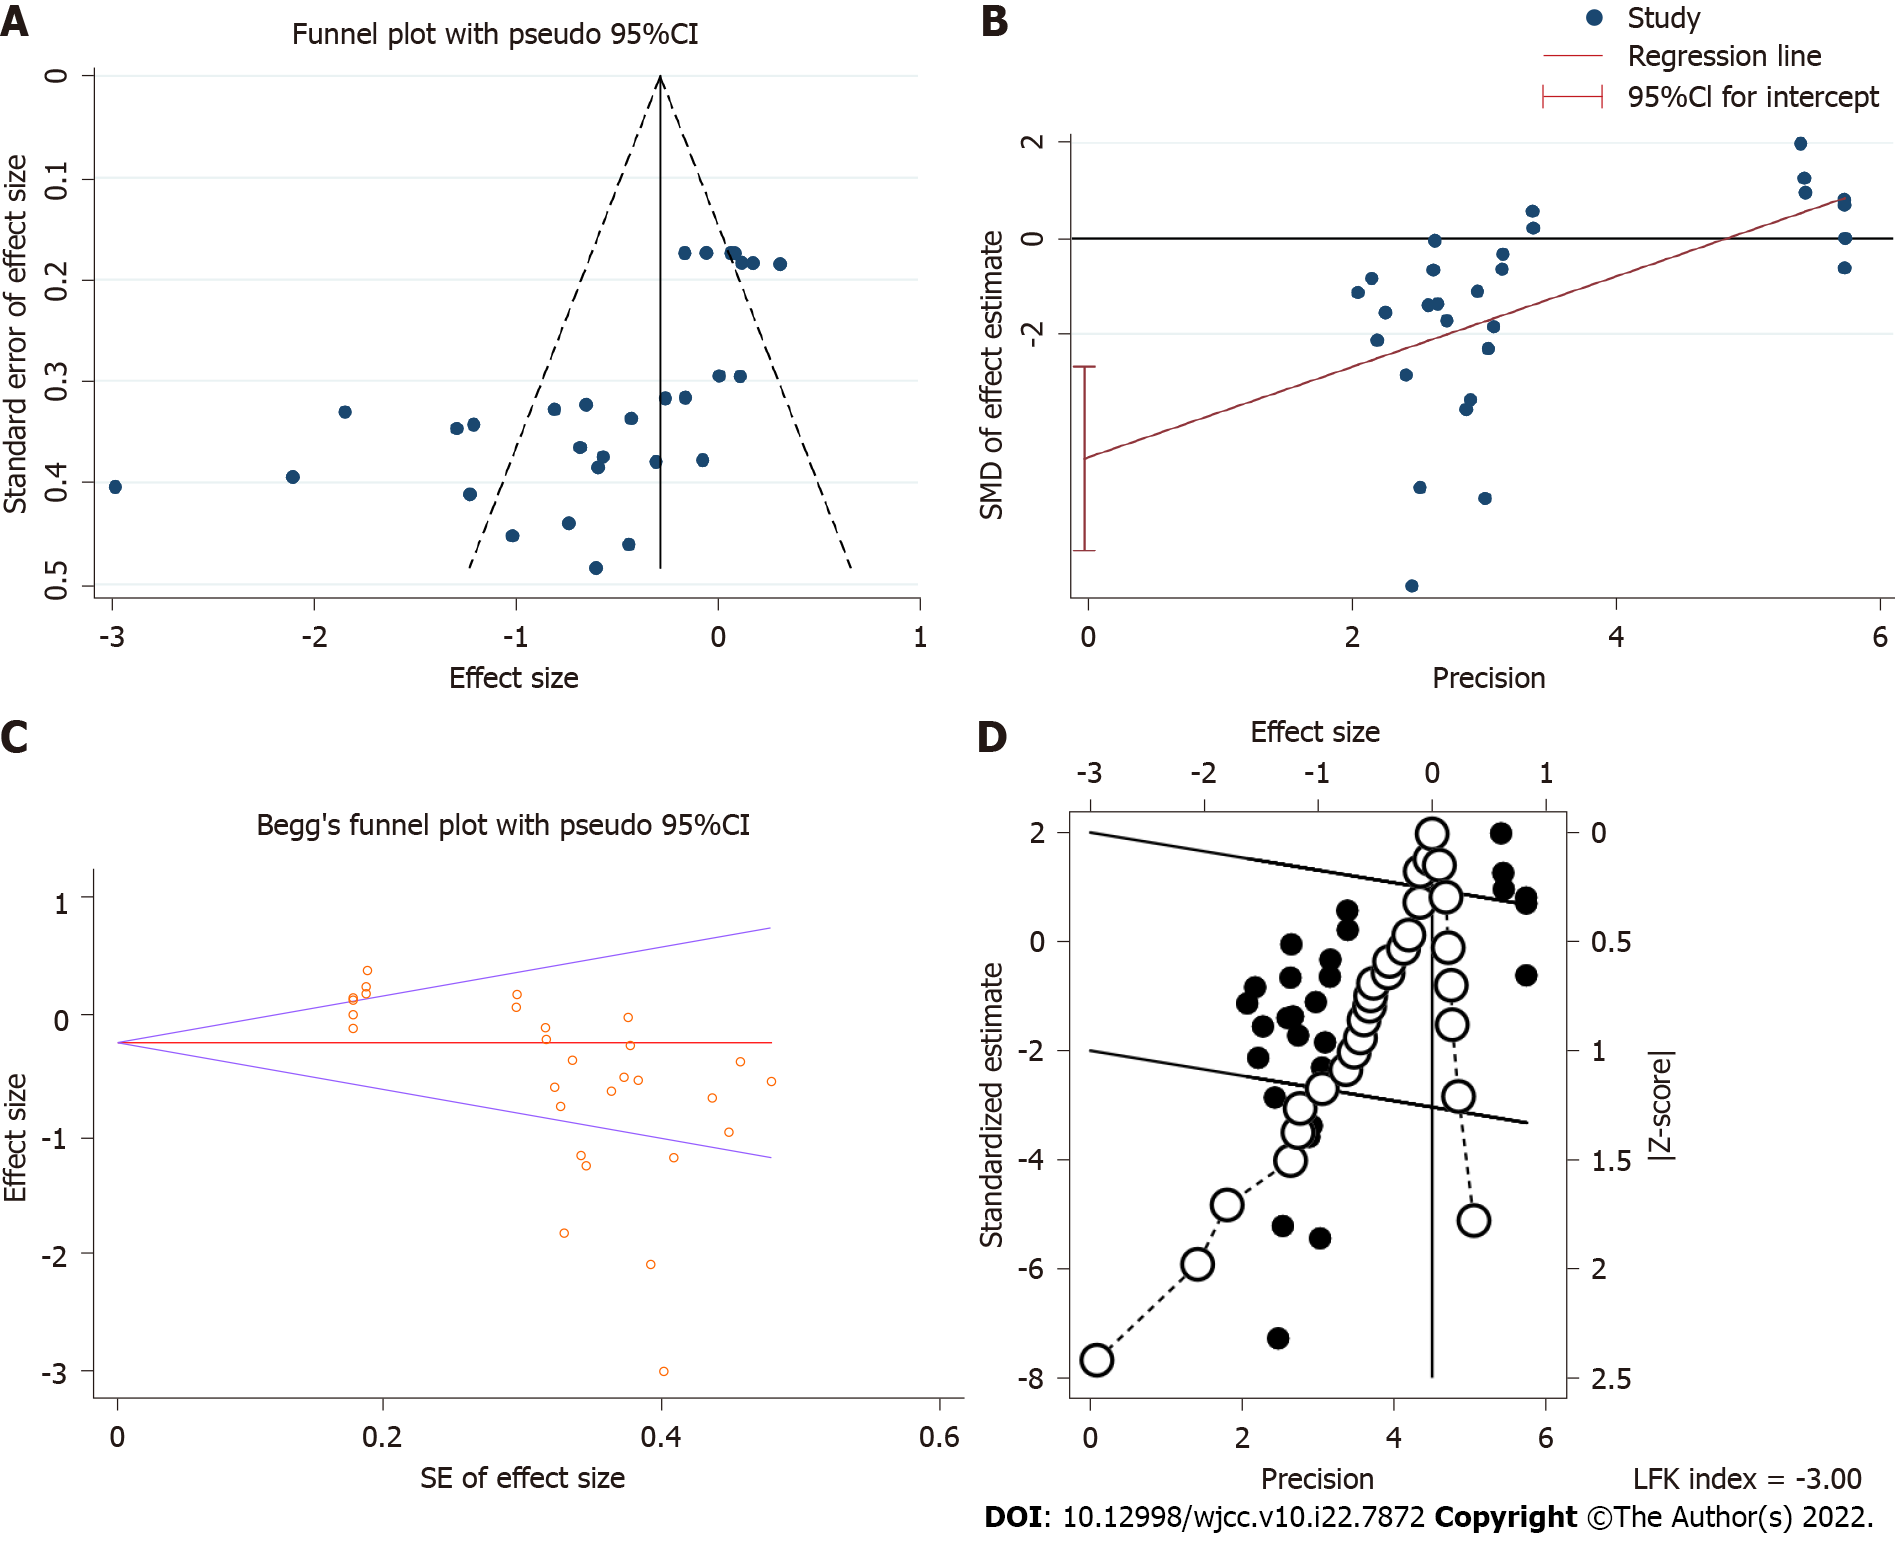 A
Funnel plot with pseudo 95%CI
Standard error of effect size
0
0.1
0.2
0.3
0.4
0.5
-3 -2 -1 0 1
Effect size
B
Study
Regression line
95%CI for intercept
SMD of effect estimate
2
0
-2
0 2 4 6
Precision
C
Begg's funnel plot with pseudo 95%CI
Effect size
1
0
-1
-2
-3
0 0.2 0.4 0.6
SE of effect size
D
Effect size
-3 -2 -1 0 1
Standardized estimate
2
0
-2
-4
-6
-8
0
0.5
1
1.5
2
2.5
|Z-score|
0 2 4 6
Precision
LFK index = -3.00
DOI: 10.12998/wjcc.v10.i22.7872 Copyright ©The Author(s) 2022.